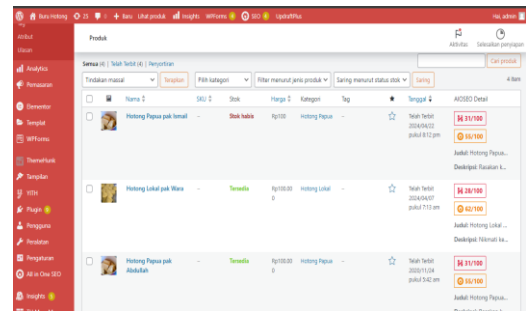 Buru Hotong 25 1 + Baru Lihat produk Insights WPForms SEO UpdraftPlus Hai, admin
Atribut
Ulasan
Analytics
Pemasaran
Elementor
Templat
WPForms
ThemeHunk
Tampilan
YITH
Plugin
Pengguna
Peralatan
Pengaturan
All in One SEO
Insights
Produk
Aktivitas Selesaikan penyiapan
Semua (4) | Telah Terbit (4) | Penyortiran
Cari produk
Tindakan massal Terapkan Pilih kategori Filter menurut jenis produk Saring menurut status stok Saring 4 item
Nama SKU Stok Harga Kategori Tag Tanggal AIOSEO Detail
Hotong Papua pak Ismail – Stok habis Rp100 Hotong Papua –
Telah Terbit
2024/04/22
pukul 8:12 pm
31/100
55/100
Judul: Hotong Papua...
Deskripsi: Rasakan k...
Hotong Lokal pak Wara – Tersedia Rp100.00
0
Hotong Lokal –
Telah Terbit
2024/04/07
pukul 7:13 am
28/100
62/100
Judul: Hotong Lokal ...
Deskripsi: Nikmati ke...
Hotong Papua pak
Abdullah
– Tersedia Rp100.00
0
Hotong Papua –
Telah Terbit
2023/11/24
pukul 5:42 am
31/100
55/100
Judul: Hotong Papua...